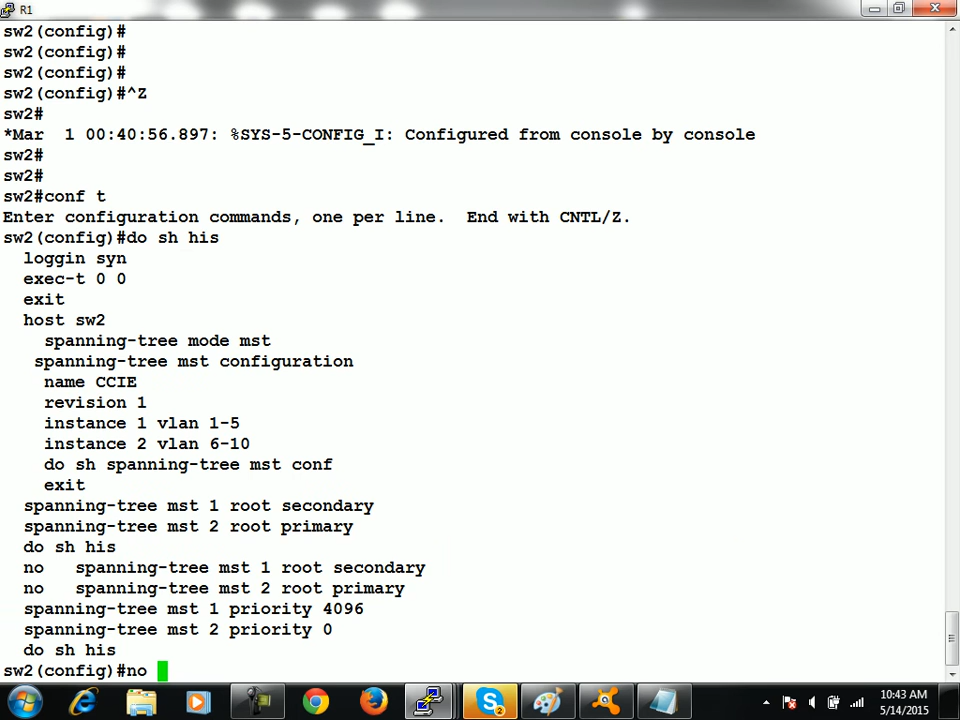 R1
sw2(config)#
sw2(config)#
sw2(config)#
sw2(config)#^Z
sw2#
*Mar  1 00:40:56.897: %SYS-5-CONFIG_I: Configured from console by console
sw2#
sw2#
sw2#conf t
Enter configuration commands, one per line.  End with CNTL/Z.
sw2(config)#do sh his
  loggin syn
  exec-t 0 0
  exit
  host sw2
    spanning-tree mode mst
   spanning-tree mst configuration
    name CCIE
    revision 1
    instance 1 vlan 1-5
    instance 2 vlan 6-10
    do sh spanning-tree mst conf
    exit
  spanning-tree mst 1 root secondary
  spanning-tree mst 2 root primary
  do sh his
  no   spanning-tree mst 1 root secondary
  no   spanning-tree mst 2 root primary
  spanning-tree mst 1 priority 4096
  spanning-tree mst 2 priority 0
  do sh his
sw2(config)#no
10:43 AM
5/14/2015